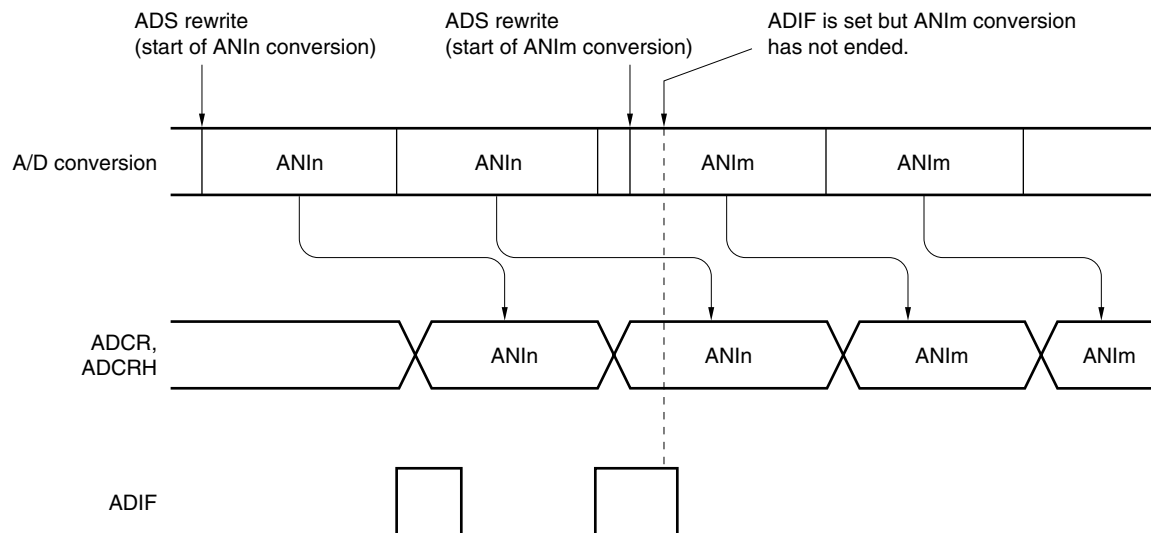 ADS rewrite
(start of ANIn conversion)
ADS rewrite
(start of ANIm conversion)
ADIF is set but ANIm conversion
has not ended.
A/D conversion
ANIn
ANIn
ANIm
ANIm
ADCR,
ADCRH
ANIn
ANIn
ANIm
ANIm
ADIF